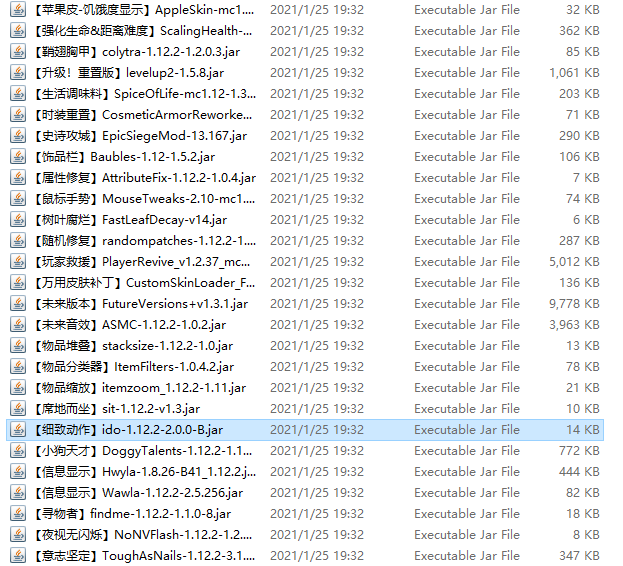 【苹果皮-饥饿度显示】AppleSkin-mc1.... 2021/1/25 19:32 Executable Jar File 32 KB
【强化生命&距离难度】ScalingHealth-... 2021/1/25 19:32 Executable Jar File 362 KB
【鞘翅胸甲】colytra-1.12.2-1.2.0.3.jar 2021/1/25 19:32 Executable Jar File 85 KB
【升级！重置版】levelup2-1.5.8.jar 2021/1/25 19:32 Executable Jar File 1,061 KB
【生活调味料】SpiceOfLife-mc1.12-1.3... 2021/1/25 19:32 Executable Jar File 203 KB
【时装重置】CosmeticArmorReworke... 2021/1/25 19:32 Executable Jar File 71 KB
【史诗攻城】EpicSiegeMod-13.167.jar 2021/1/25 19:32 Executable Jar File 290 KB
【饰品栏】Baubles-1.12-1.5.2.jar 2021/1/25 19:32 Executable Jar File 106 KB
【属性修复】AttributeFix-1.12.2-1.0.4.jar 2021/1/25 19:32 Executable Jar File 7 KB
【鼠标手势】MouseTweaks-2.10-mc1.... 2021/1/25 19:32 Executable Jar File 74 KB
【树叶腐烂】FastLeafDecay-v14.jar 2021/1/25 19:32 Executable Jar File 6 KB
【随机修复】randompatches-1.12.2-1.... 2021/1/25 19:32 Executable Jar File 287 KB
【玩家救援】PlayerRevive_v1.2.37_mc... 2021/1/25 19:32 Executable Jar File 5,012 KB
【万用皮肤补丁】CustomSkinLoader_F... 2021/1/25 19:32 Executable Jar File 136 KB
【未来版本】FutureVersions+v1.3.1.jar 2021/1/25 19:32 Executable Jar File 9,778 KB
【未来音效】ASMC-1.12.2-1.0.2.jar 2021/1/25 19:32 Executable Jar File 3,963 KB
【物品堆叠】stacksize-1.12.2-1.0.jar 2021/1/25 19:32 Executable Jar File 13 KB
【物品分类器】ItemFilters-1.0.4.2.jar 2021/1/25 19:32 Executable Jar File 78 KB
【物品缩放】itemzoom_1.12.2-1.11.jar 2021/1/25 19:32 Executable Jar File 21 KB
【席地而坐】sit-1.12.2-v1.3.jar 2021/1/25 19:32 Executable Jar File 10 KB
【细致动作】ido-1.12.2-2.0.0-B.jar 2021/1/25 19:32 Executable Jar File 14 KB
【小狗天才】DoggyTalents-1.12.2-1.1... 2021/1/25 19:32 Executable Jar File 772 KB
【信息显示】Hwyla-1.8.26-B41_1.12.2.j... 2021/1/25 19:32 Executable Jar File 444 KB
【信息显示】Wawla-1.12.2-2.5.256.jar 2021/1/25 19:32 Executable Jar File 82 KB
【寻物者】findme-1.12.2-1.1.0-8.jar 2021/1/25 19:32 Executable Jar File 18 KB
【夜视无闪烁】NoNVFlash-1.12.2-1.2.... 2021/1/25 19:32 Executable Jar File 8 KB
【意志坚定】ToughAsNails-1.12.2-3.1.... 2021/1/25 19:32 Executable Jar File 347 KB